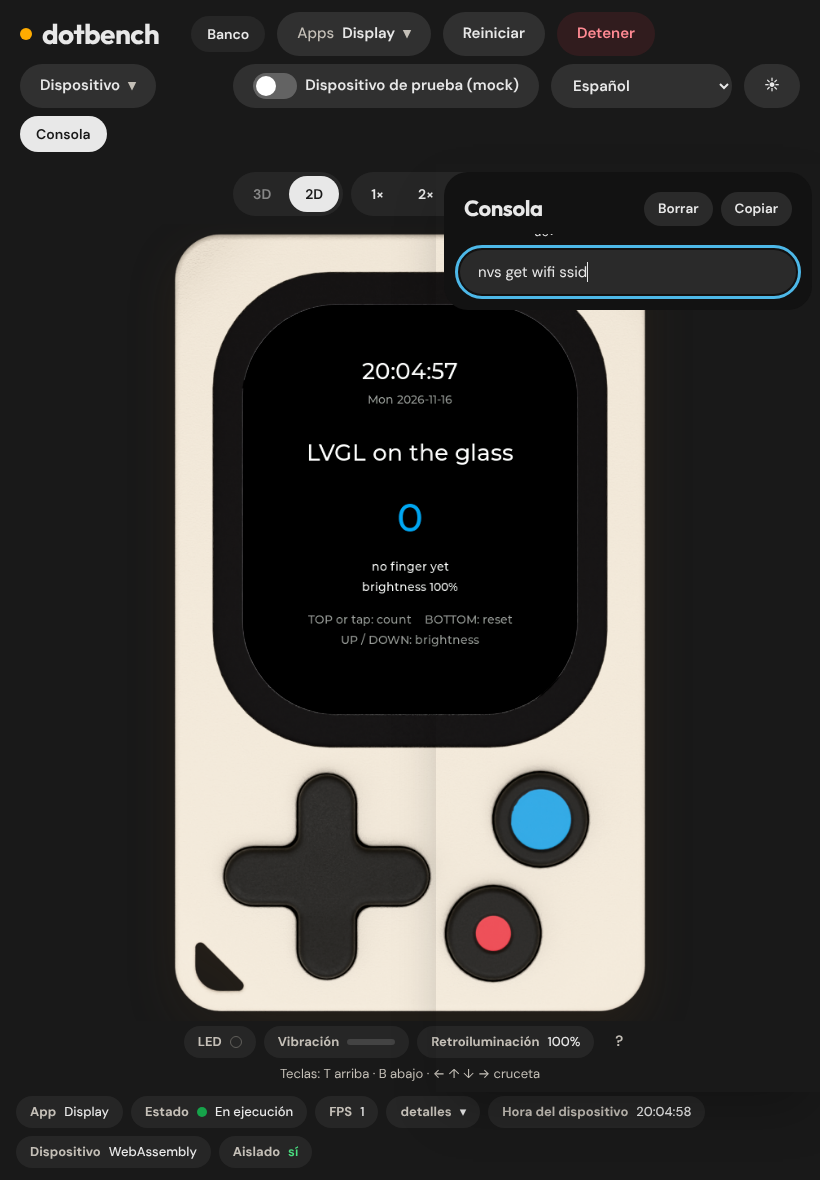 dotbench
Banco
Apps Display ▾
Reiniciar
Detener
Dispositivo ▾
Dispositivo de prueba (mock)
Español
Consola
3D
2D
1×
2×
Consola
Borrar
Copiar
nvs get wifi ssid
20:04:57
Mon 2026-11-16
LVGL on the glass
0
no finger yet
brightness 100%
TOP or tap: count BOTTOM: reset
UP / DOWN: brightness
LED
Vibración
Retroiluminación 100%
?
Teclas: T arriba · B abajo · ← ↑ ↓ → cruceta
App Display
Estado En ejecución
FPS 1
detalles ▾
Hora del dispositivo 20:04:58
Dispositivo WebAssembly
Aislado sí